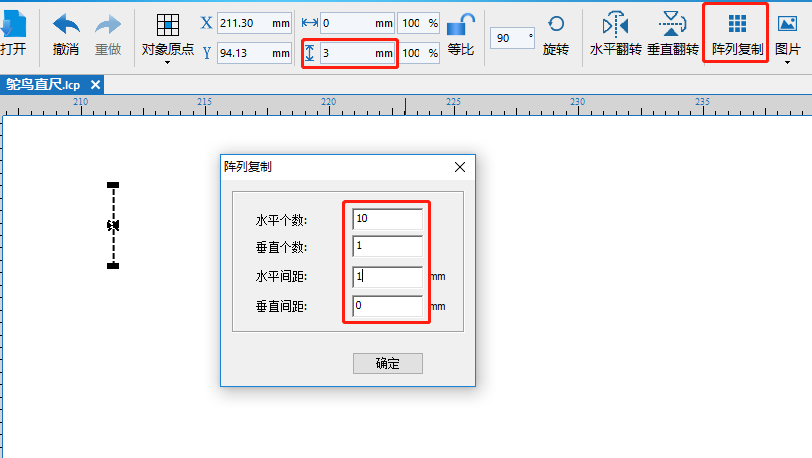 X 211.30 mm 0 mm 100 %
打开 撤消 重做 对象原点 Y 94.13 mm 3 mm 100 % 等比 90 ° 旋转 水平翻转 垂直翻转 阵列复制 图片
鸵鸟直尺.lcp
210 215 220 225 230 235
阵列复制
水平个数: 10
垂直个数: 1
水平间距: 1 mm
垂直间距: 0 mm
确定